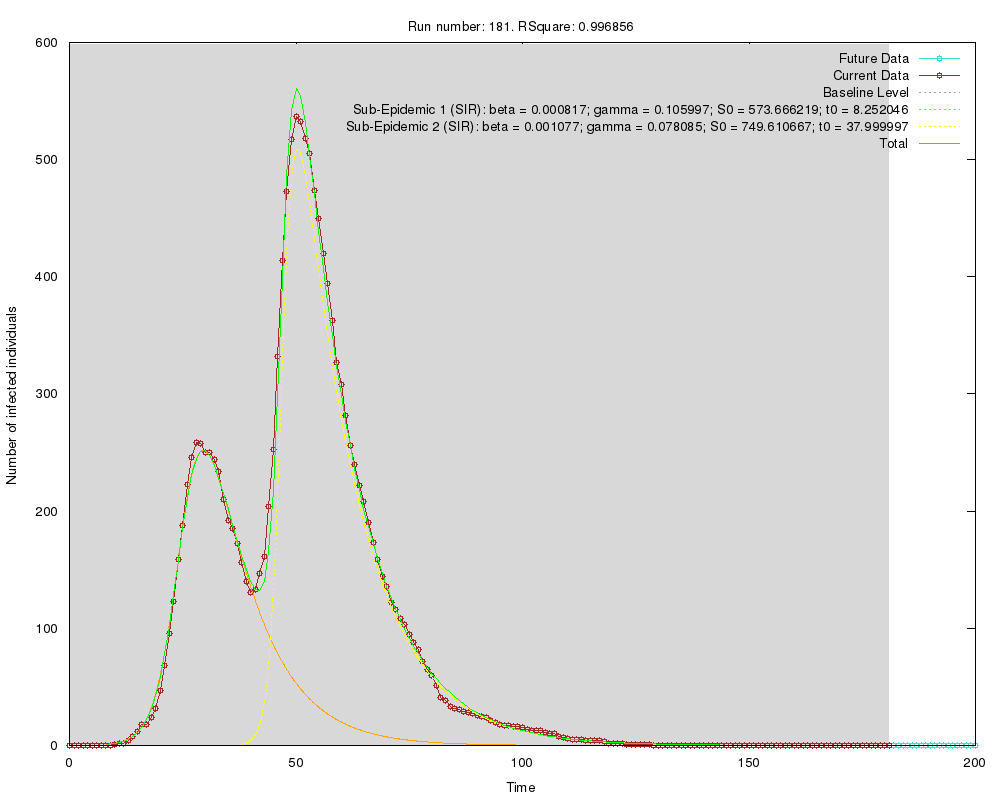 Run number: 181. RSquare: 0.996856
600
500
400
300
200
100
0
0
50
100
150
200
Number of infected individuals
Time
Future Data
Current Data
Baseline Level
Sub-Epidemic 1 (SIR): beta = 0.000817; gamma = 0.105997; S0 = 573.666219; t0 = 8.252046
Sub-Epidemic 2 (SIR): beta = 0.001077; gamma = 0.078085; S0 = 749.610667; t0 = 37.999997
Total